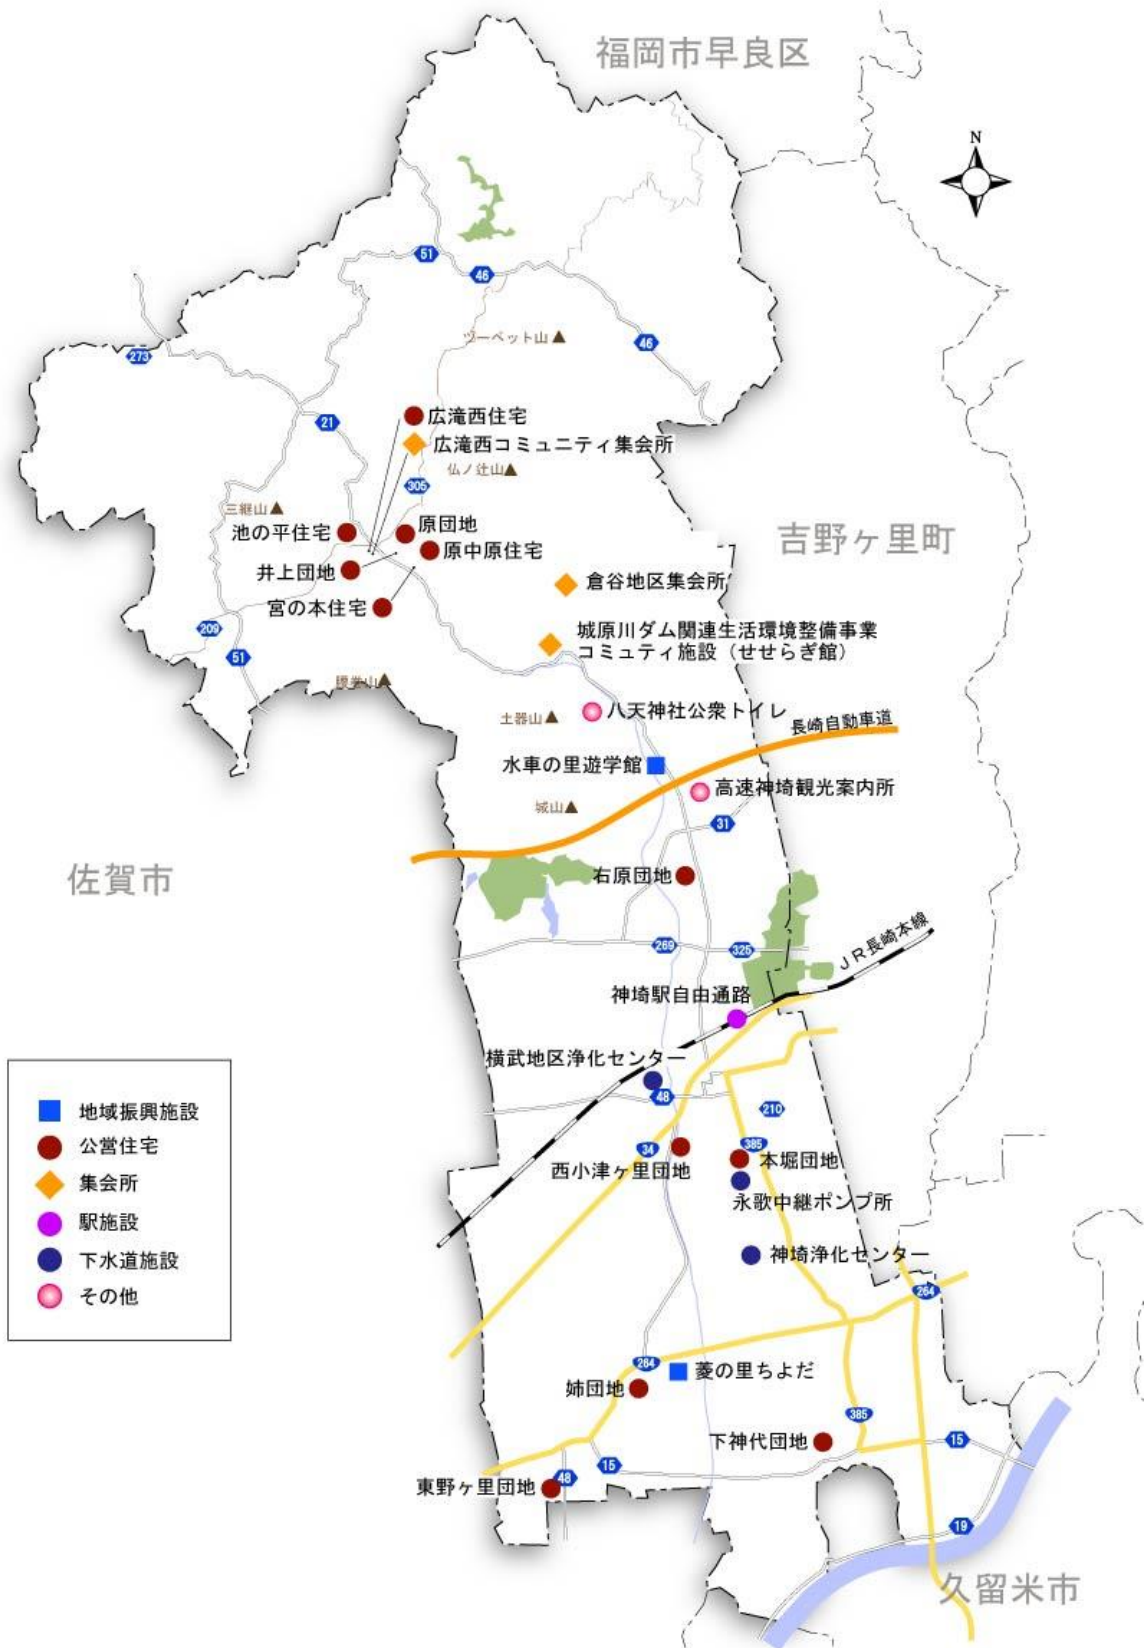 福岡市早良区
N
51
46
46
273
ヅーベット山
21
広滝西住宅
広滝西コミュニティ集会所
仏ノ辻山
305
三継山
池の平住宅
原団地
原中原住宅
井上団地
宮の本住宅
吉野ヶ里町
倉谷地区集会所
209
51
城原川ダム関連生活環境整備事業
コミュティ施設（せせらぎ館）
腰巻山
土器山
八天神社公衆トイレ
長崎自動車道
水車の里遊学館
高速神埼観光案内所
城山
31
佐賀市
右原団地
269
325
ＪＲ長崎本線
神埼駅自由通路
横武地区浄化センター
48
210
34
385
西小津ヶ里団地
本堀団地
永歌中継ポンプ所
神埼浄化センター
地域振興施設
公営住宅
集会所
駅施設
下水道施設
その他
264
264
菱の里ちよだ
姉団地
385
下神代団地
15
15
48
東野ヶ里団地
19
久留米市